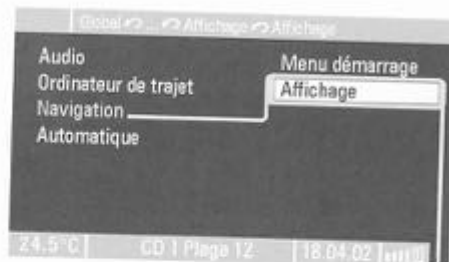 Global ... Affichage Affichage
Audio
Ordinateur de trajet
Navigation
Automatique
Menu démarrage
Affichage
24.5°C CD 1 Plage 12 18.04.02